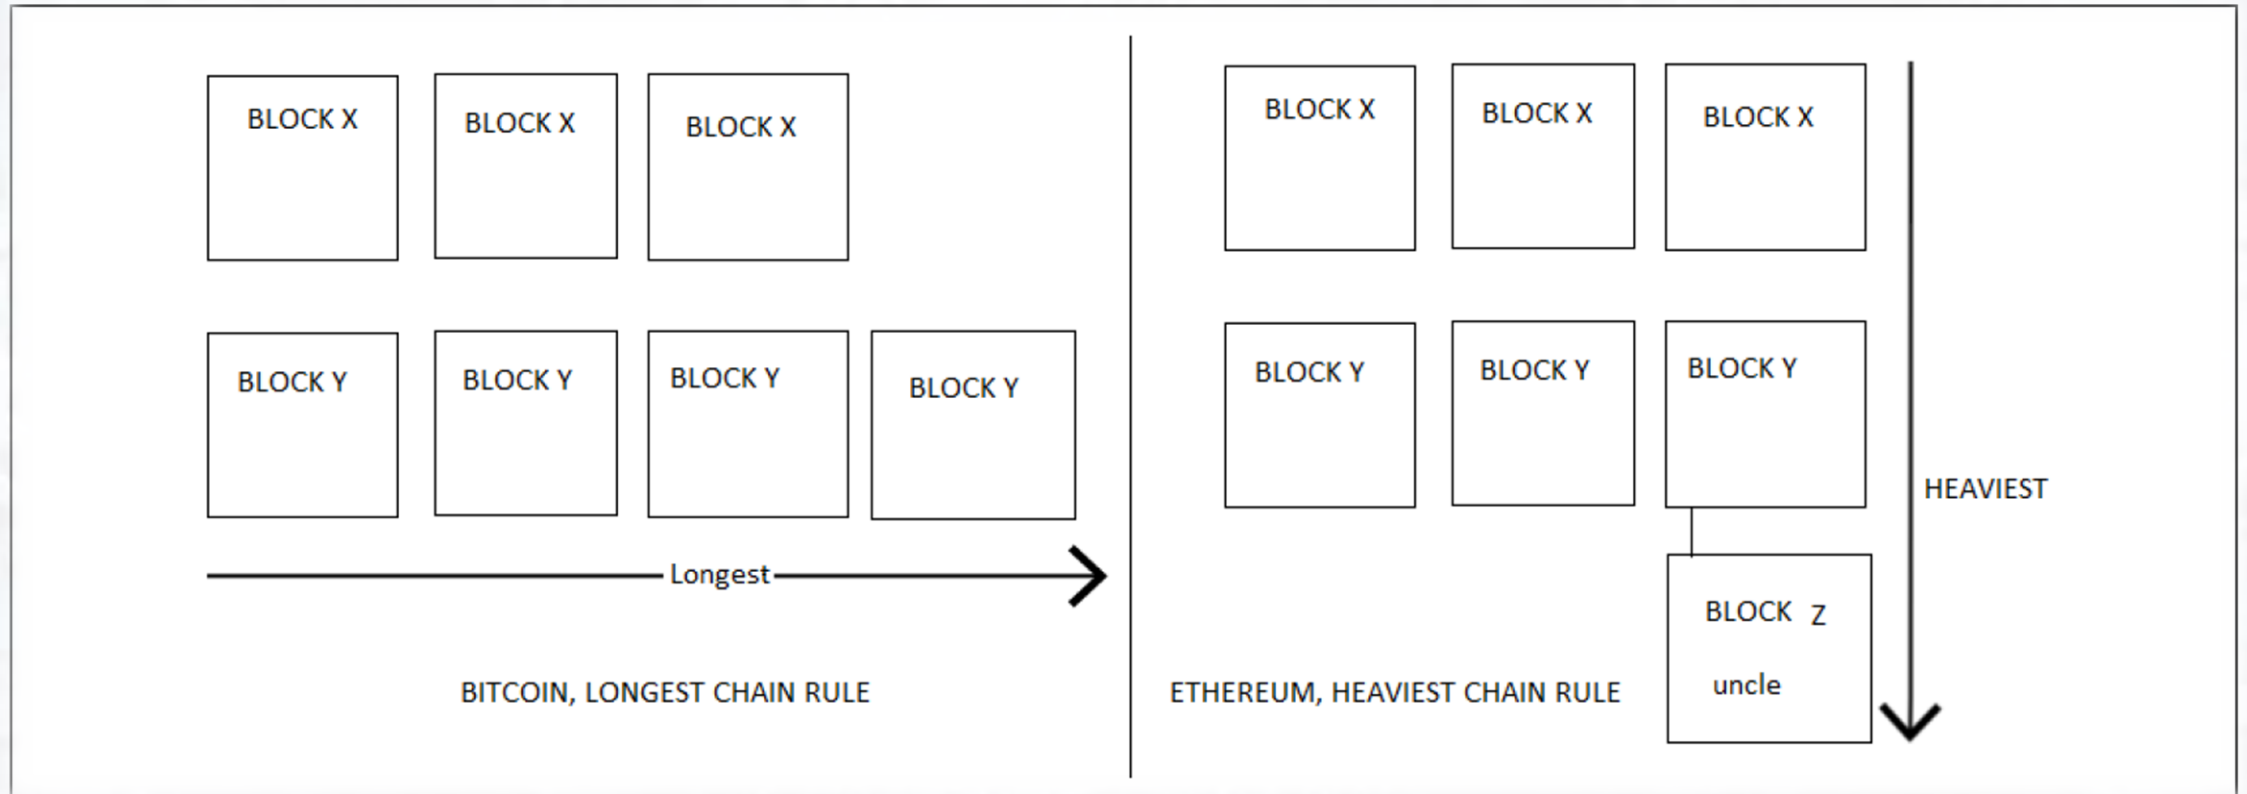 BLOCK X
BLOCK X
BLOCK X
BLOCK Y
BLOCK Y
BLOCK Y
BLOCK Y
Longest
BITCOIN, LONGEST CHAIN RULE
BLOCK X
BLOCK X
BLOCK X
BLOCK Y
BLOCK Y
BLOCK Y
HEAVIEST
BLOCK Z
uncle
ETHEREUM, HEAVIEST CHAIN RULE